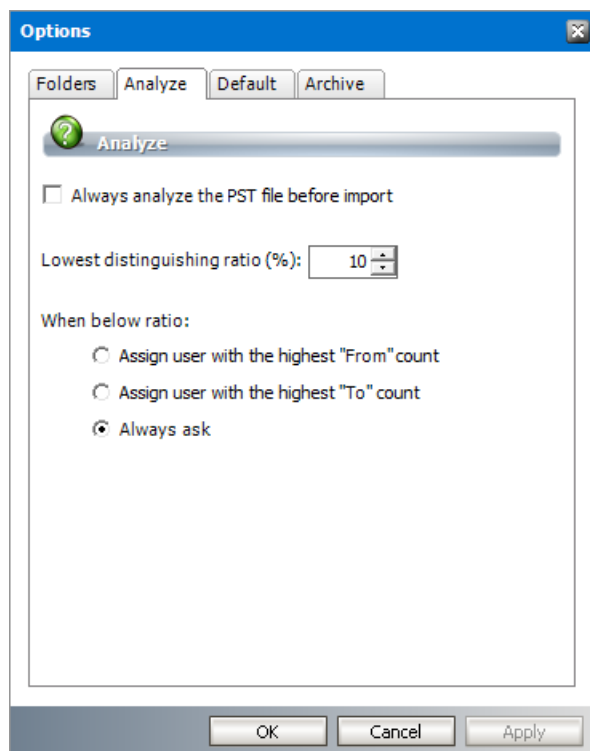 Options
Folders Analyze Default Archive
Analyze
Always analyze the PST file before import
Lowest distinguishing ratio (%): 10
When below ratio:
Assign user with the highest "From" count
Assign user with the highest "To" count
Always ask
OK Cancel Apply